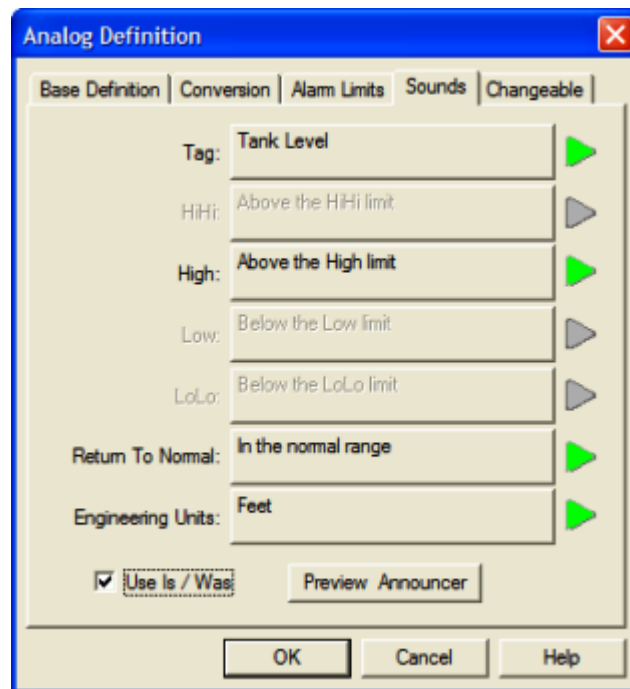 Analog Definition
Base Definition Conversion Alarm Limits Sounds Changeable
Tag: Tank Level
HiHi: Above the HiHi limit
High: Above the High limit
Low: Below the Low limit
LoLo: Below the LoLo limit
Return To Normal: In the normal range
Engineering Units: Feet
Use Is / Was Preview Announcer
OK Cancel Help